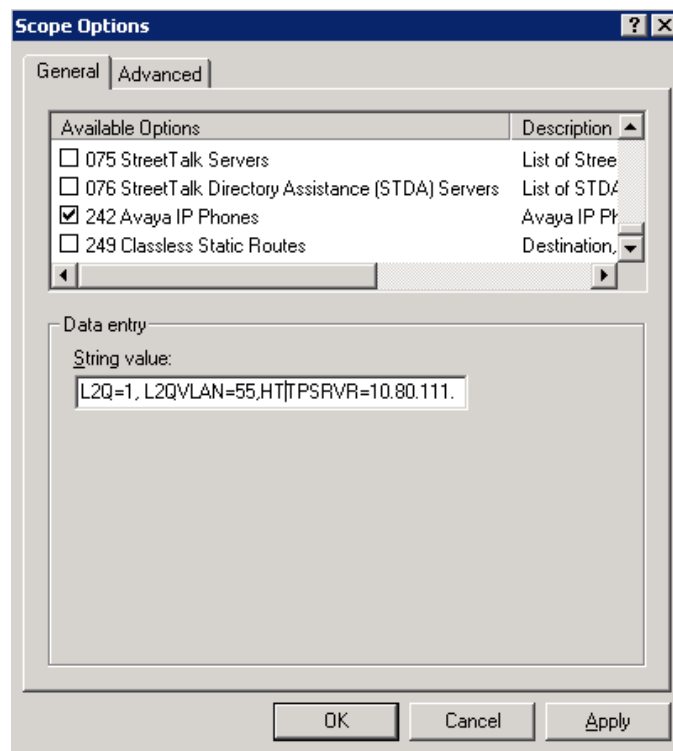 Scope Options
General Advanced
Available Options Description
075 StreetTalk Servers List of Stree
076 StreetTalk Directory Assistance (STDA) Servers List of STDA
242 Avaya IP Phones Avaya IP Ph
249 Classless Static Routes Destination,
Data entry
String value:
L2Q=1, L2QVLAN=55,HTTPSRVR=10.80.111.
OK Cancel Apply